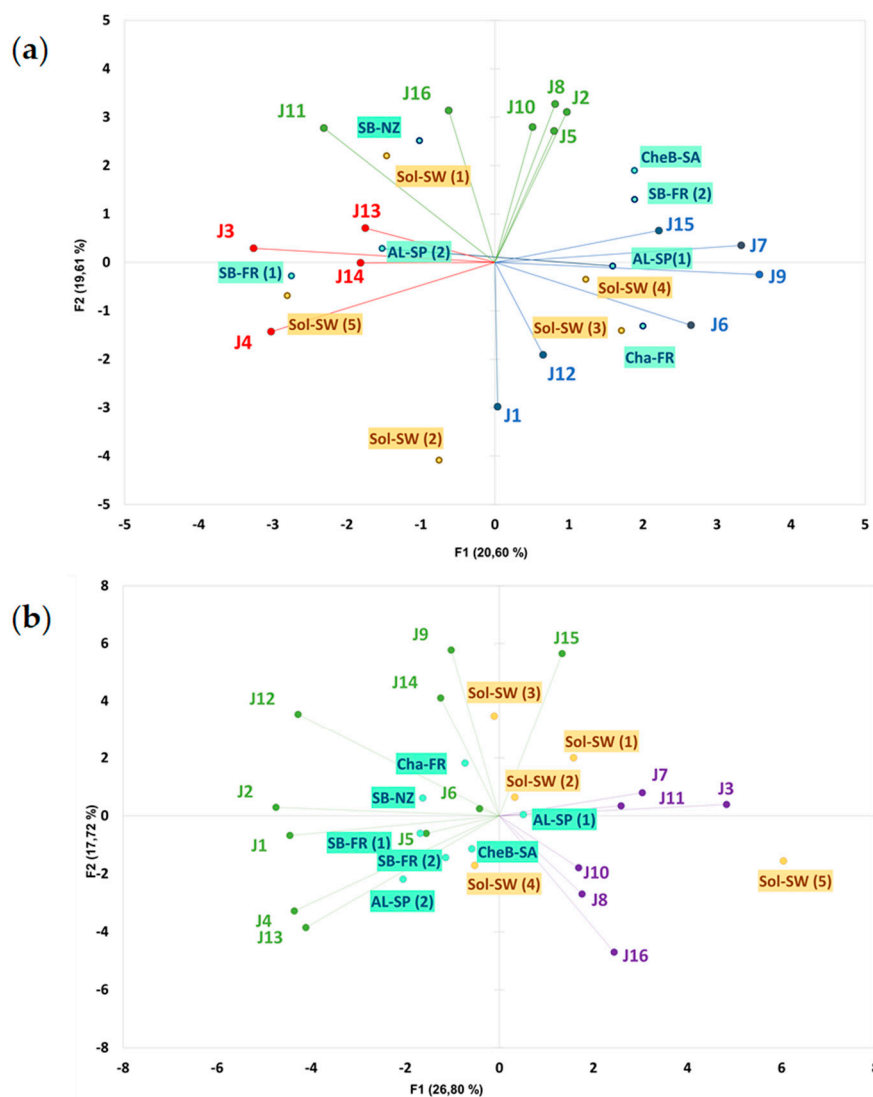 (a)
5
4
3
2
1
0
-1
-2
-3
-4
-5
F2 (19,61 %)
J8
J2
J16
J10
J11
J5
SB-NZ
CheB-SA
Sol-SW (1)
SB-FR (2)
J13
J15
J3
AL-SP (2)
J7
AL-SP(1)
SB-FR (1)
J14
J9
Sol-SW (4)
Sol-SW (5)
Sol-SW (3)
J6
J4
Cha-FR
J12
J1
Sol-SW (2)
-5 -4 -3 -2 -1 0 1 2 3 4 5
F1 (20,60 %)
(b)
8
6
4
2
0
-2
-4
-6
-8
F2 (17,72 %)
J9
J15
J14
Sol-SW (3)
J12
Sol-SW (1)
Cha-FR
Sol-SW (2)
J7
J2
SB-NZ
J6
J3
J11
J1
SB-FR (1)
J5
AL-SP (1)
SB-FR (2)
CheB-SA
J10
Sol-SW (4)
Sol-SW (5)
AL-SP (2)
J8
J4
J13
J16
-8 -6 -4 -2 0 2 4 6 8
F1 (26,80 %)